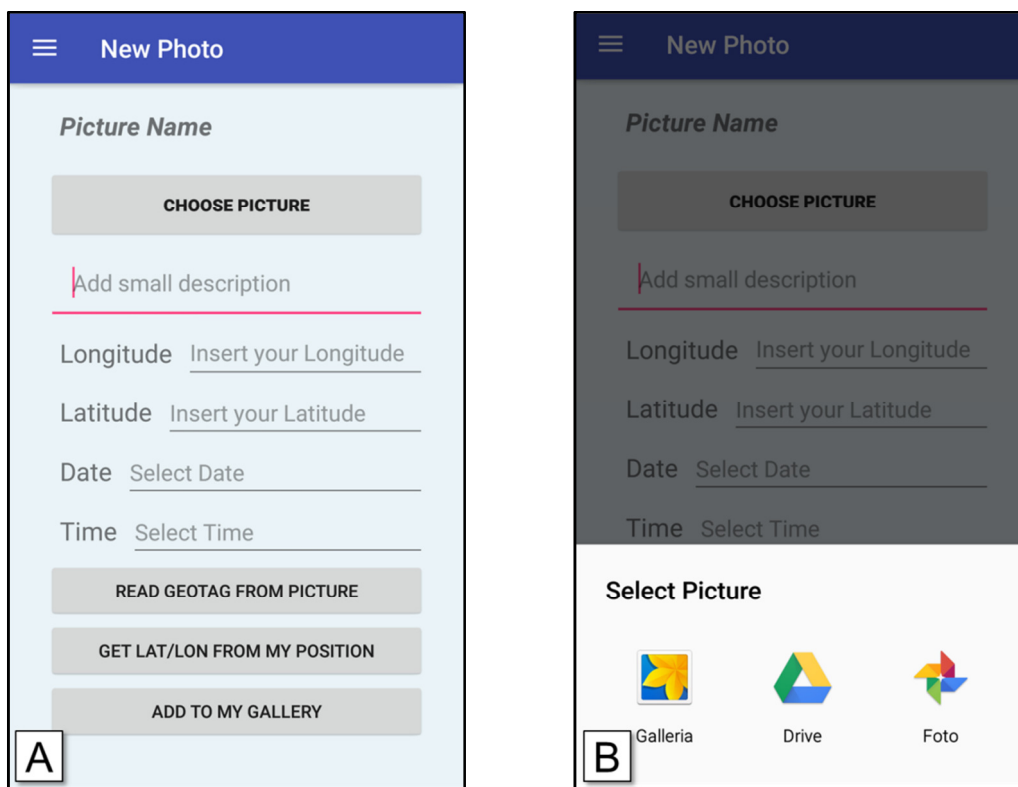 New Photo
Picture Name
CHOOSE PICTURE
Add small description
Longitude Insert your Longitude
Latitude Insert your Latitude
Date Select Date
Time Select Time
READ GEOTAG FROM PICTURE
GET LAT/LON FROM MY POSITION
ADD TO MY GALLERY
A
New Photo
Picture Name
CHOOSE PICTURE
Add small description
Longitude Insert your Longitude
Latitude Insert your Latitude
Date Select Date
Time Select Time
Select Picture
Galleria Drive Foto
B